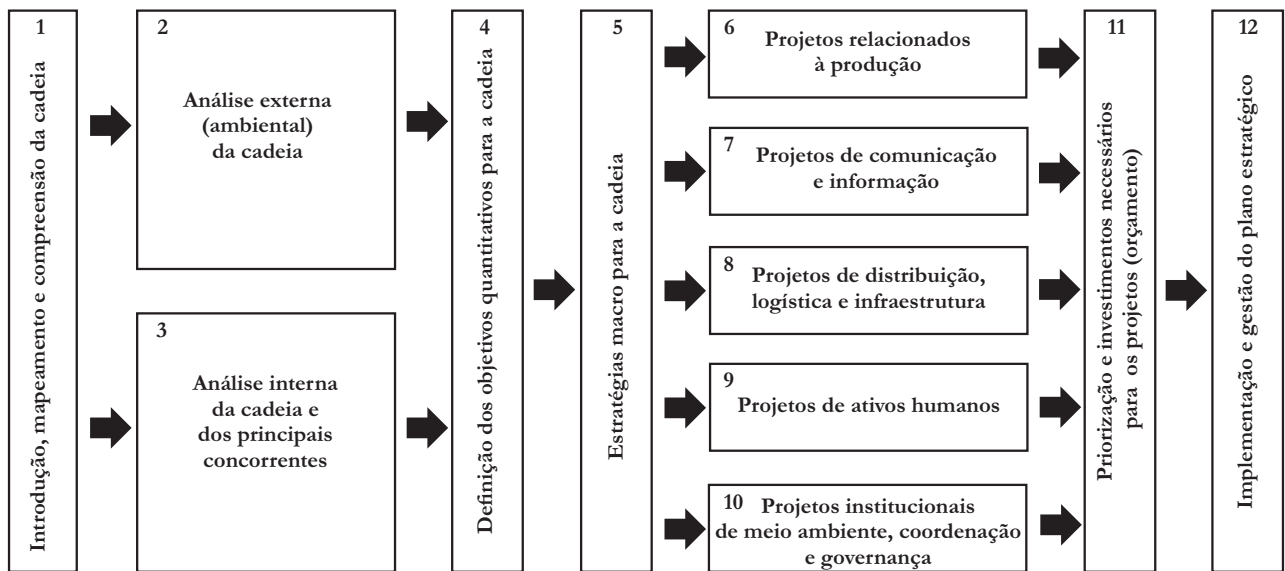 1
Introdução, mapeamento e compreensão da cadeia
2
Análise externa
(ambiental)
da cadeia
3
Análise interna
da cadeia e
dos principais
concorrentes
4
Definição dos objetivos quantitativos para a cadeia
5
Estratégias macro para a cadeia
6
Projetos relacionados
à produção
7
Projetos de comunicação
e informação
8
Projetos de distribuição,
logística e infraestrutura
9
Projetos de ativos humanos
10 Projetos institucionais
de meio ambiente, coordenação
e governança
11
Priorização e investimentos necessários
para os projetos (orçamento)
12
Implementação e gestão do plano estratégico